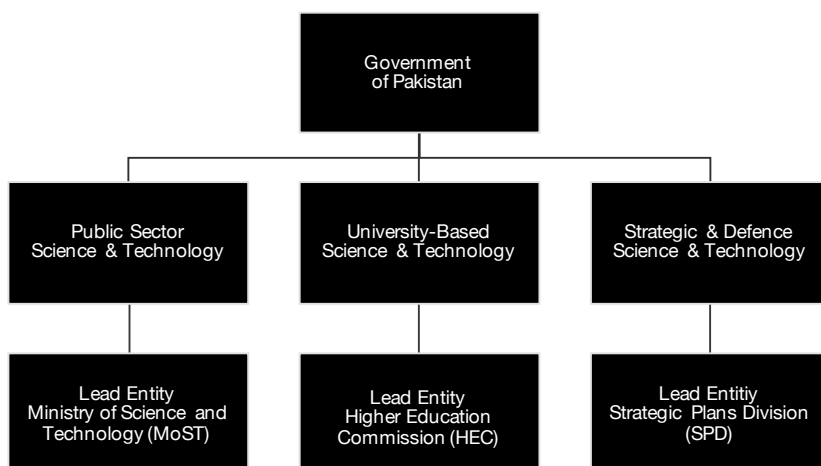 Government
of Pakistan
Public Sector
Science & Technology
University-Based
Science & Technology
Strategic & Defence
Science & Technology
Lead Entity
Ministry of Science and
Technology (MoST)
Lead Entity
Higher Education
Commission (HEC)
Lead Entitiy
Strategic Plans Division
(SPD)